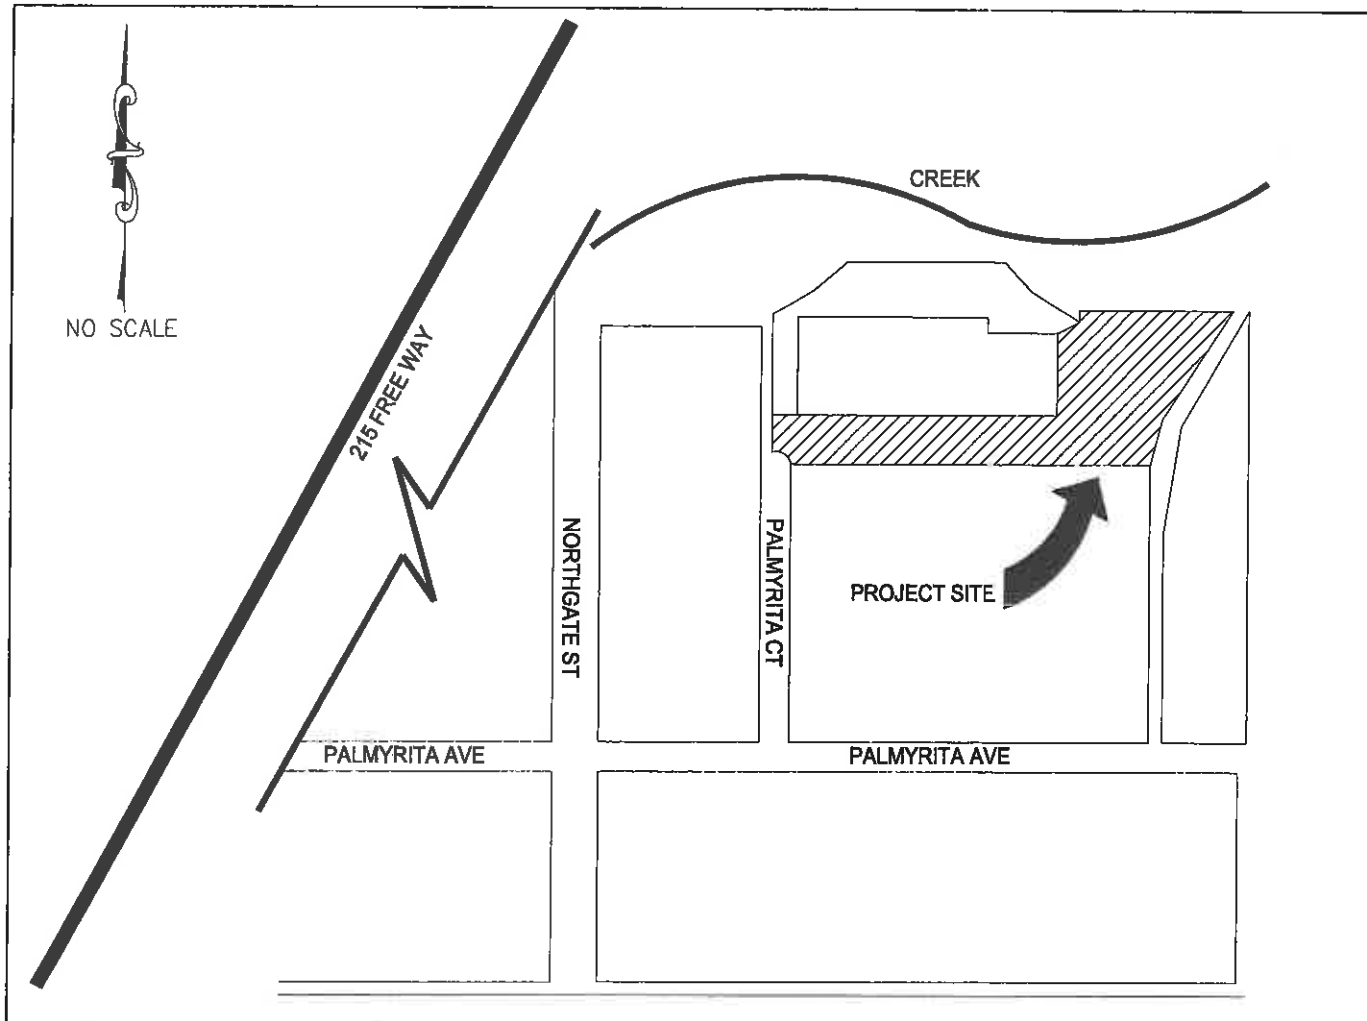 CREEK
NO SCALE
215 FREE WAY
NORTHGATE ST
PALMYRITA CT
PROJECT SITE
PALMYRITA AVE
PALMYRITA AVE